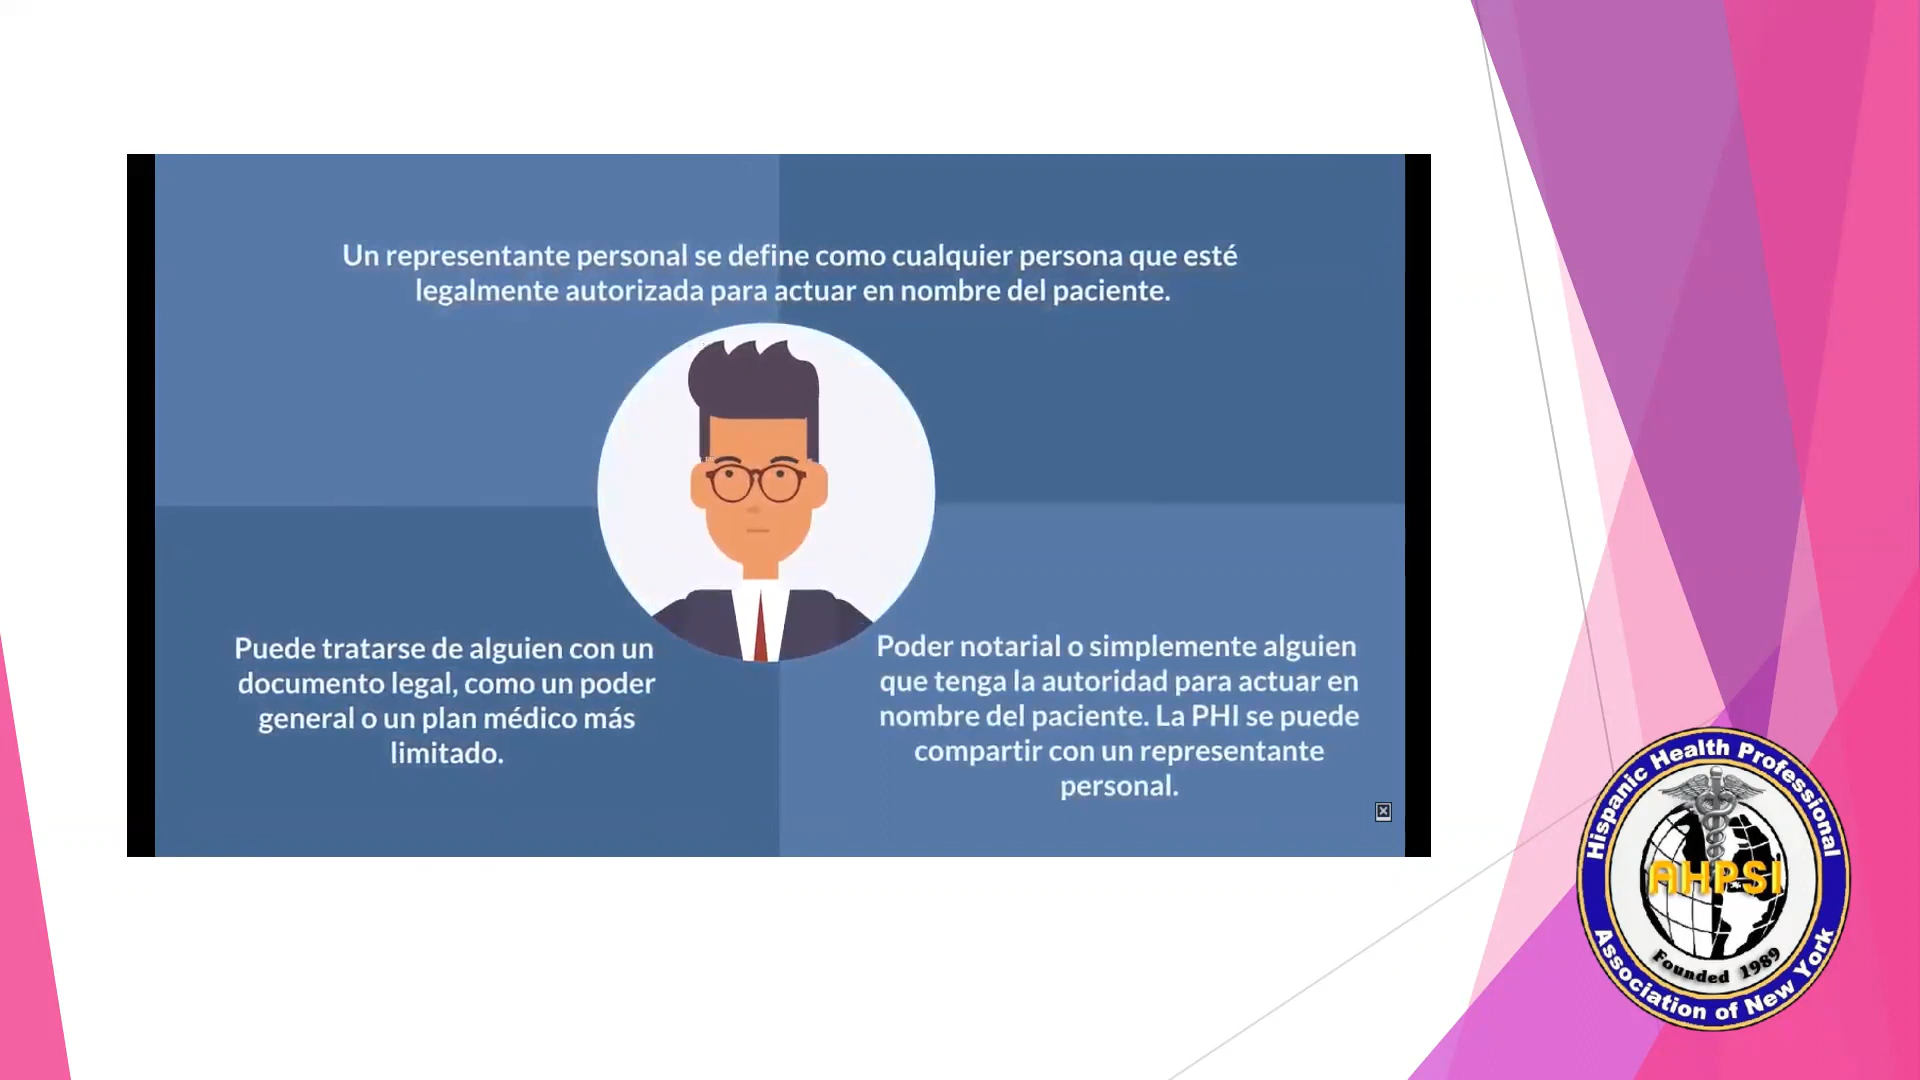 Un representante personal se define como cualquier persona que esté
legalmente autorizada para actuar en nombre del paciente.
Puede tratarse de alguien con un
documento legal, como un poder
general o un plan médico más
limitado.
Poder notarial o simplemente alguien
que tenga la autoridad para actuar en
nombre del paciente. La PHI se puede
compartir con un representante
personal.
Hispanic Health Professional
AHPSI
Founded 1989
Association of New York